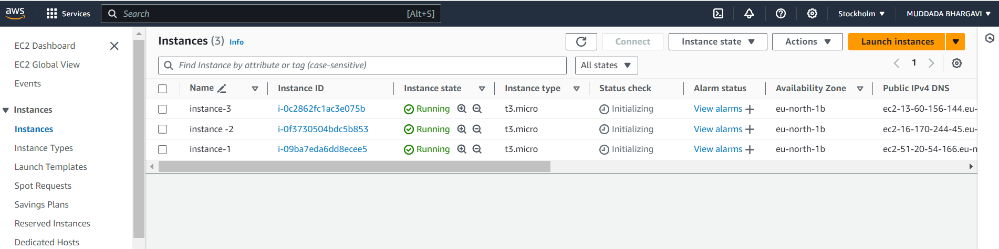 aws Services Search [Alt+S] Stockholm MUDDADA BHARGAVI
EC2 Dashboard
EC2 Global View
Events
Instances
Instances
Instance Types
Launch Templates
Spot Requests
Savings Plans
Reserved Instances
Dedicated Hosts
Instances (3) Info Connect Instance state Actions Launch instances
Find Instance by attribute or tag (case-sensitive) All states 1
Name Instance ID Instance state Instance type Status check Alarm status Availability Zone Public IPv4 DNS
instance-3 i-0c2862fc1ac3e075b Running t3.micro Initializing View alarms eu-north-1b ec2-13-60-156-144.eu-
instance -2 i-0f3730504bdc5b853 Running t3.micro Initializing View alarms eu-north-1b ec2-16-170-244-45.eu-
instance-1 i-09ba7eda6dd8ecee5 Running t3.micro Initializing View alarms eu-north-1b ec2-51-20-54-166.eu-n